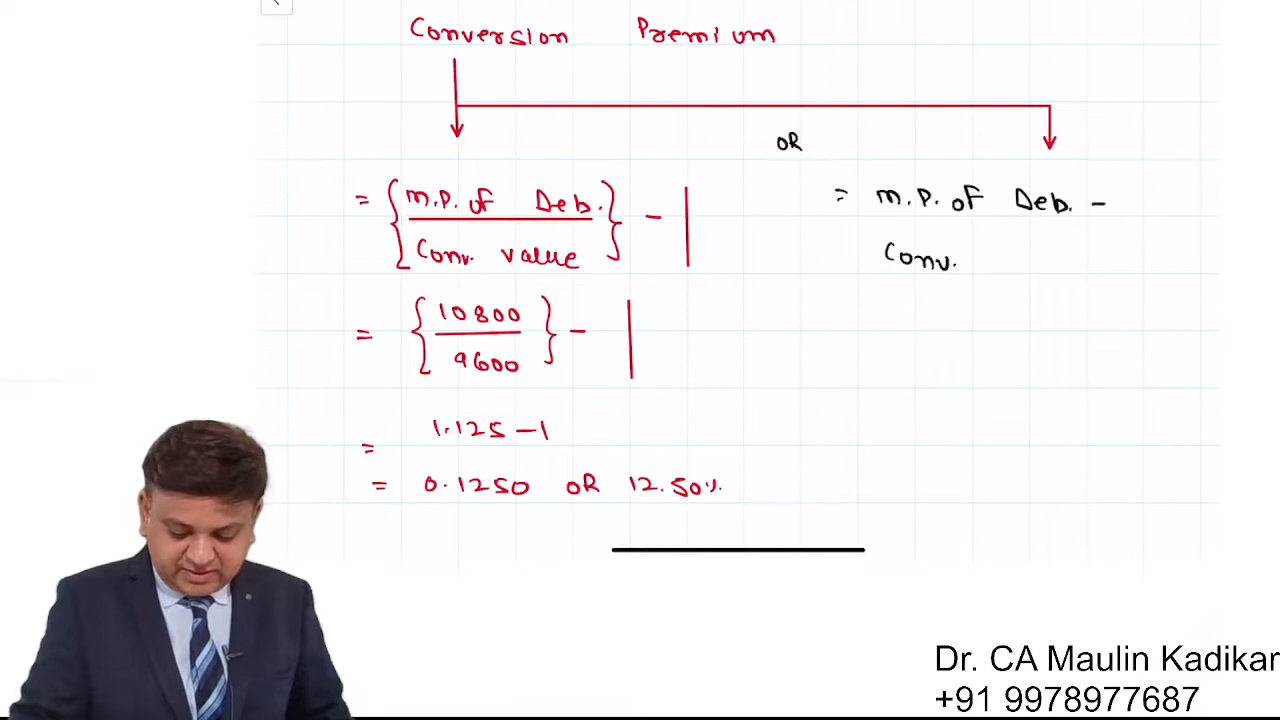 Conversion Premium
OR
= {M.P. of Deb. / Conv. value} - 1
= M.P. of Deb. -
Conv.
= {10800 / 9600} - 1
= 1.125 - 1
= 0.1250 OR 12.50%
Dr. CA Maulin Kadikar
+91 9978977687